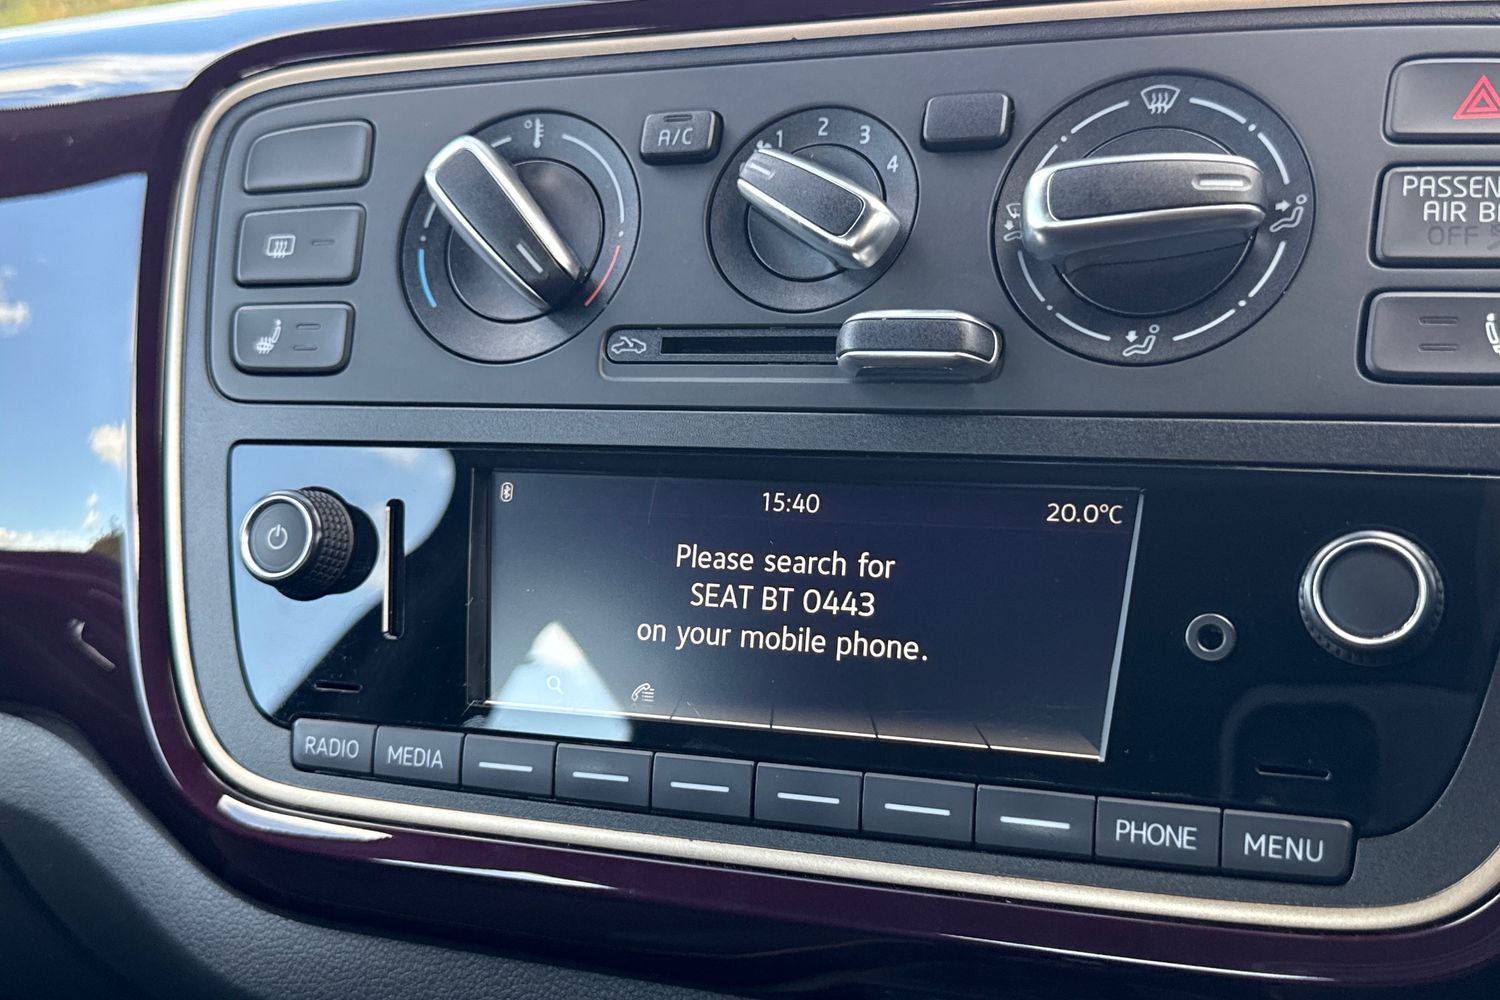 A/C
1 2 3 4
PASSEN
AIR B
OFF
15:40
20.0°C
Please search for
SEAT BT 0443
on your mobile phone.
RADIO
MEDIA
PHONE
MENU